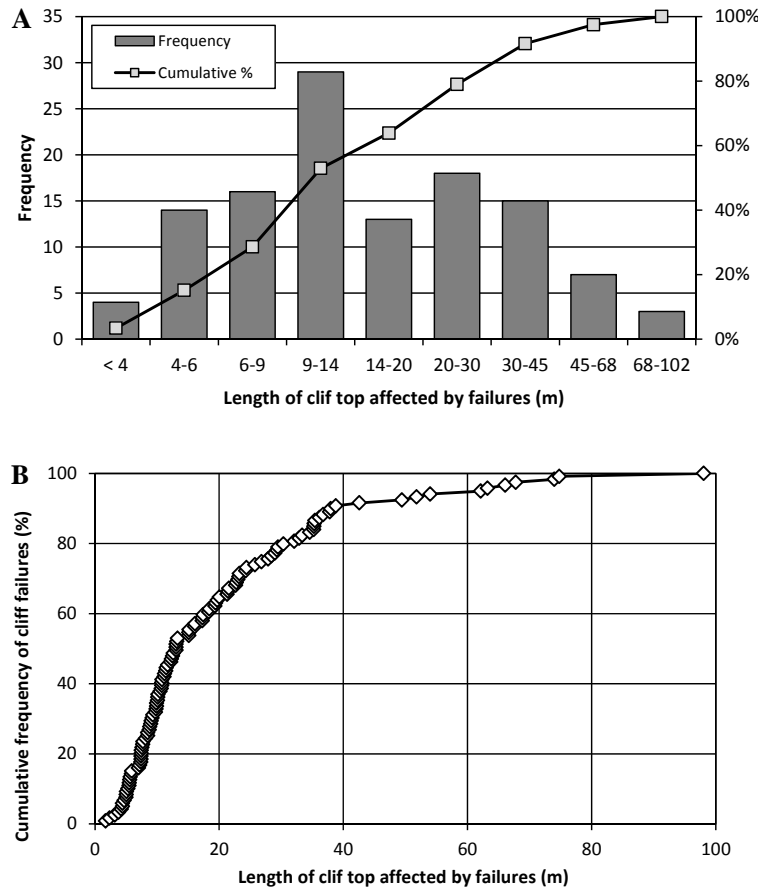 A
35 100%
Frequency
Cumulative %
30
80%
25
20 60%
15
40%
10
20%
5
0 0%
Frequency
< 4 4-6 6-9 9-14 14-20 20-30 30-45 45-68 68-102
Length of clif top affected by failures (m)
B
100
80
60
40
20
0
Cumulative frequency of cliff failures (%)
0 20 40 60 80 100
Length of clif top affected by failures (m)